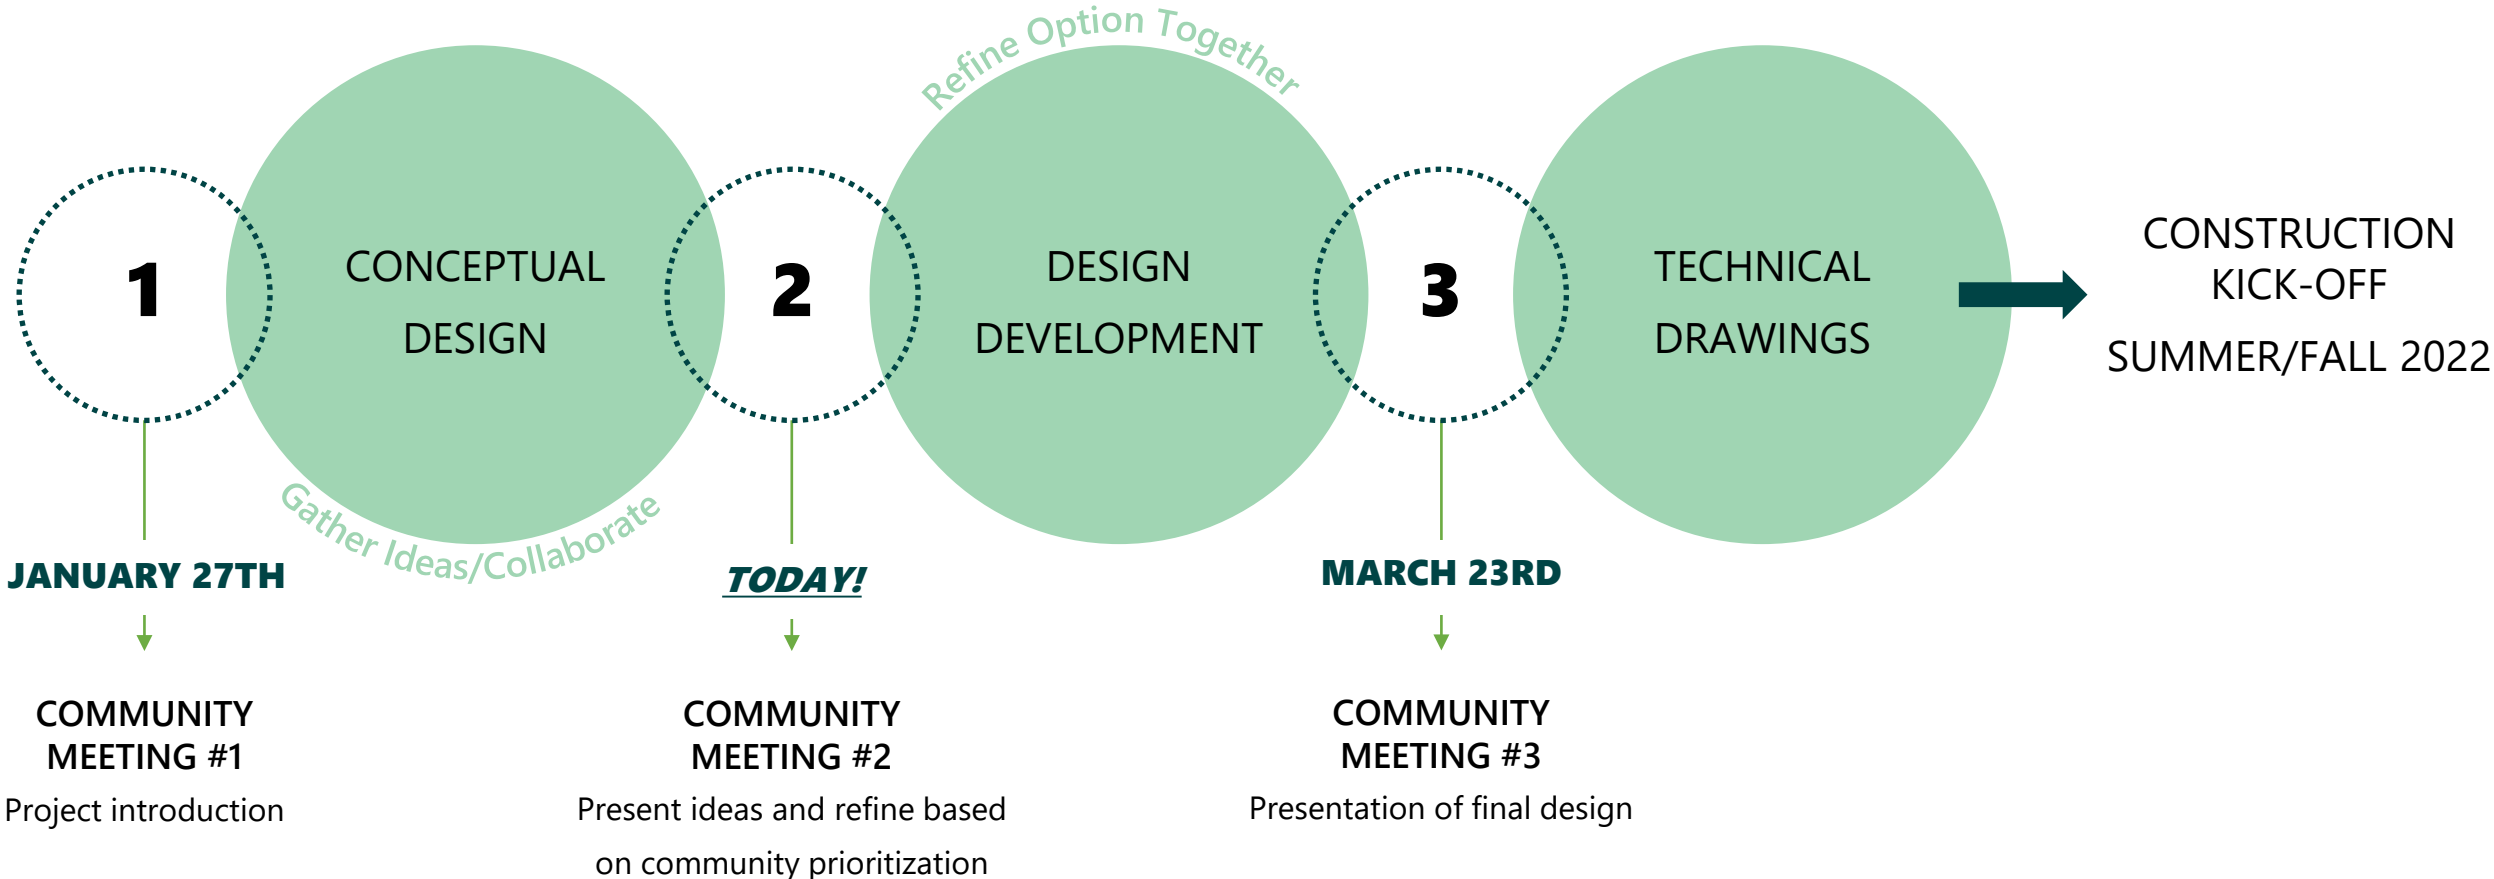 Refine Option Together
1
CONCEPTUAL
DESIGN
2
DESIGN
DEVELOPMENT
3
TECHNICAL
DRAWINGS
CONSTRUCTION
KICK-OFF
SUMMER/FALL 2022
Gather Ideas/Collaborate
JANUARY 27TH
TODAY!
MARCH 23RD
COMMUNITY
MEETING #1
Project introduction
COMMUNITY
MEETING #2
Present ideas and refine based
on community prioritization
COMMUNITY
MEETING #3
Presentation of final design